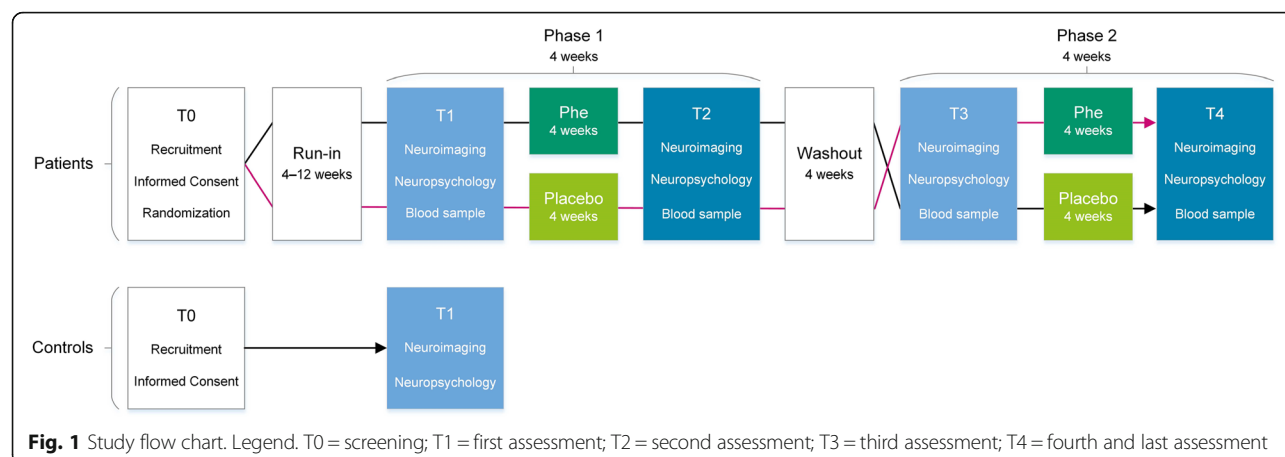 Phase 1
4 weeks
Phase 2
4 weeks
Patients
T0
Recruitment
Informed Consent
Randomization
Run-in
4–12 weeks
T1
Neuroimaging
Neuropsychology
Blood sample
Phe
4 weeks
Placebo
4 weeks
T2
Neuroimaging
Neuropsychology
Blood sample
Washout
4 weeks
T3
Neuroimaging
Neuropsychology
Blood sample
Phe
4 weeks
Placebo
4 weeks
T4
Neuroimaging
Neuropsychology
Blood sample
Controls
T0
Recruitment
Informed Consent
T1
Neuroimaging
Neuropsychology
Fig. 1 Study flow chart. Legend. T0 = screening; T1 = first assessment; T2 = second assessment; T3 = third assessment; T4 = fourth and last assessment